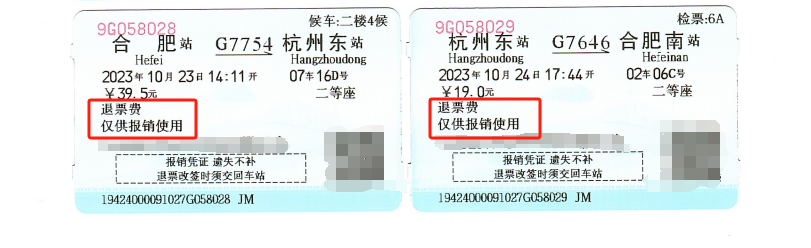 9G058028
候车:二楼4候
合肥站
G7754
杭州东站
Hefei
Hangzhoudong
2023年10月23日14:11开
07车16D号
￥39.5元
二等座
退票费
仅供报销使用
报销凭证 遗失不补
退票改签时须交回车站
19424000091027G058028 JM
9G058029
检票:6A
杭州东站
G7646
合肥南站
Hangzhoudong
Hefeinan
2023年10月24日17:44开
02车06C号
￥19.0元
二等座
退票费
仅供报销使用
报销凭证 遗失不补
退票改签时须交回车站
19424000091027G058029 JM